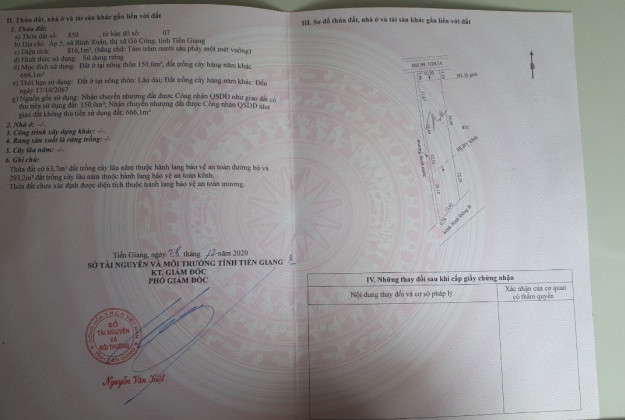 II. Thửa đất, nhà ở và tài sản khác gắn liền với đất
1. Thửa đất:
a) Thửa đất số: 850 , tờ bản đồ số: 07
b) Địa chỉ: Ấp 5, xã Bình Xuân, thị xã Gò Công, tỉnh Tiền Giang
c) Diện tích: 816,1m², (bằng chữ: Tám trăm mười sáu phẩy một mét vuông)
d) Hình thức sử dụng: Sử dụng riêng
đ) Mục đích sử dụng: Đất ở tại nông thôn 150,0m², đất trồng cây hàng năm khác
666,1m²
e) Thời hạn sử dụng: Đất ở tại nông thôn: Lâu dài; Đất trồng cây hàng năm khác: Đến
ngày 17/10/2067
g) Nguồn gốc sử dụng: Nhận chuyển nhượng đất được Công nhận QSDĐ như giao đất có
thu tiền sử dụng đất: 150,0m²; Nhận chuyển nhượng đất được Công nhận QSDĐ như
giao đất không thu tiền sử dụng đất: 666,1m²
2. Nhà ở: -/-.
3. Công trình xây dựng khác: -/-.
4. Rừng sản xuất là rừng trồng: -/-.
5. Cây lâu năm: -/-.
6. Ghi chú:
Thửa đất có 63,7m² đất trồng cây lâu năm thuộc hành lang bảo vệ an toàn đường bộ và
293,2m² đất trồng cây lâu năm thuộc hành lang bảo vệ an toàn kênh.
Thửa đất chưa xác định được diện tích thuộc hành lang bảo vệ an toàn mương.
Tiền Giang, ngày 28 tháng 12 năm 2020
SỞ TÀI NGUYÊN VÀ MÔI TRƯỜNG TỈNH TIỀN GIANG
KT. GIÁM ĐỐC
PHÓ GIÁM ĐỐC
SỞ
TÀI NGUYÊN
VÀ
MÔI TRƯỜNG
Nguyễn Văn
III. Sơ đồ thửa đất, nhà ở và tài sản khác gắn liền với đất
ĐH.09 NHỰA
851
IV. Những thay đổi sau khi cấp giấy chứng nhận
Nội dung thay đổi và cơ sở pháp lý
Xác nhận của cơ quan
có thẩm quyền